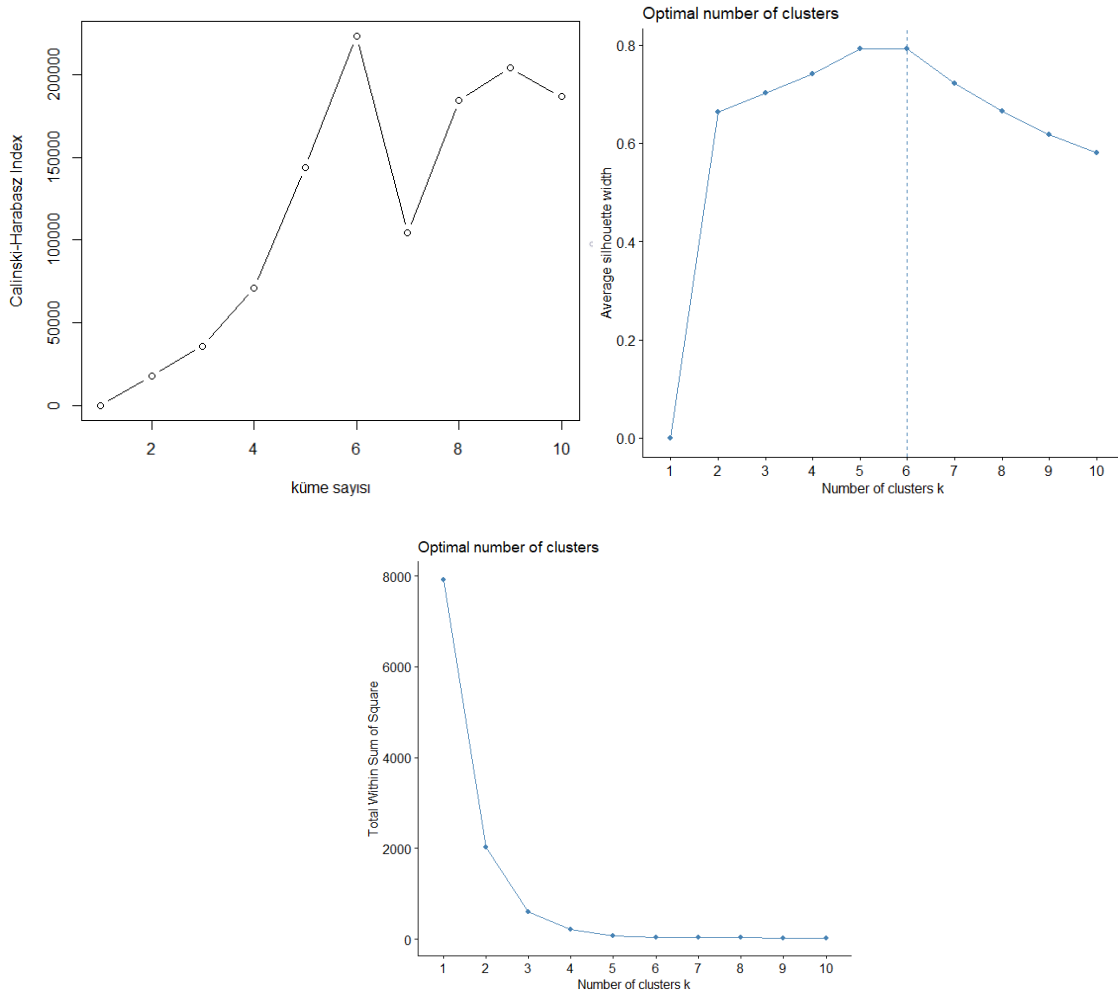 Calinski-Harabasz Index
200000
150000
100000
50000
0
2 4 6 8 10
küme sayısı
Optimal number of clusters
Average silhouette width
0.8
0.6
0.4
0.2
0.0
1 2 3 4 5 6 7 8 9 10
Number of clusters k
Optimal number of clusters
Total Within Sum of Square
8000
6000
4000
2000
0
1 2 3 4 5 6 7 8 9 10
Number of clusters k